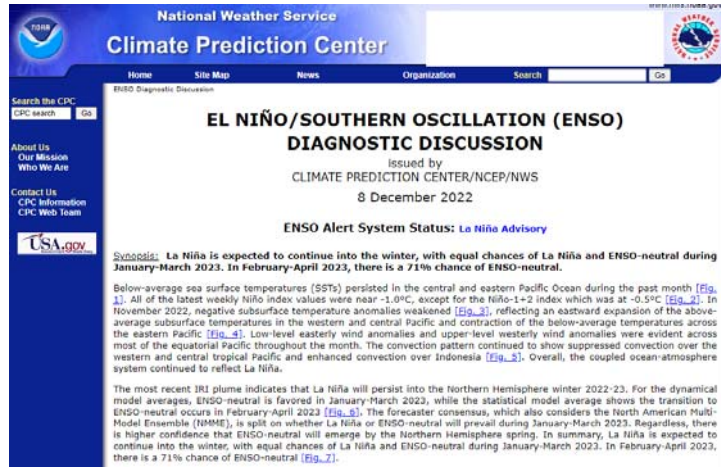 www.nws.noaa.gov
NOAA
National Weather Service
Climate Prediction Center
Home Site Map News Organization Search Go
ENSO Diagnostic Discussion
Search the CPC
CPC search Go
About Us
Our Mission
Who We Are
Contact Us
CPC Information
CPC Web Team
USA.gov
EL NIÑO/SOUTHERN OSCILLATION (ENSO)
DIAGNOSTIC DISCUSSION
issued by
CLIMATE PREDICTION CENTER/NCEP/NWS
8 December 2022
ENSO Alert System Status: La Niña Advisory
Synopsis: La Niña is expected to continue into the winter, with equal chances of La Niña and ENSO-neutral during
January-March 2023. In February-April 2023, there is a 71% chance of ENSO-neutral.
Below-average sea surface temperatures (SSTs) persisted in the central and eastern Pacific Ocean during the past month [Fig.
1]. All of the latest weekly Niño index values were near -1.0ºC, except for the Niño-1+2 index which was at -0.5ºC [Fig. 2]. In
November 2022, negative subsurface temperature anomalies weakened [Fig. 3], reflecting an eastward expansion of the above-
average subsurface temperatures in the western and central Pacific and contraction of the below-average temperatures across
the eastern Pacific [Fig. 4]. Low-level easterly wind anomalies and upper-level westerly wind anomalies were evident across
most of the equatorial Pacific throughout the month. The convection pattern continued to show suppressed convection over the
western and central tropical Pacific and enhanced convection over Indonesia [Fig. 5]. Overall, the coupled ocean-atmosphere
system continued to reflect La Niña.
The most recent IRI plume indicates that La Niña will persist into the Northern Hemisphere winter 2022-23. For the dynamical
model averages, ENSO-neutral is favored in January-March 2023, while the statistical model average shows the transition to
ENSO-neutral occurs in February-April 2023 [Fig. 6]. The forecaster consensus, which also considers the North American Multi-
Model Ensemble (NMME), is split on whether La Niña or ENSO-neutral will prevail during January-March 2023. Regardless, there
is higher confidence that ENSO-neutral will emerge by the Northern Hemisphere spring. In summary, La Niña is expected to
continue into the winter, with equal chances of La Niña and ENSO-neutral during January-March 2023. In February-April 2023,
there is a 71% chance of ENSO-neutral [Fig. 7].